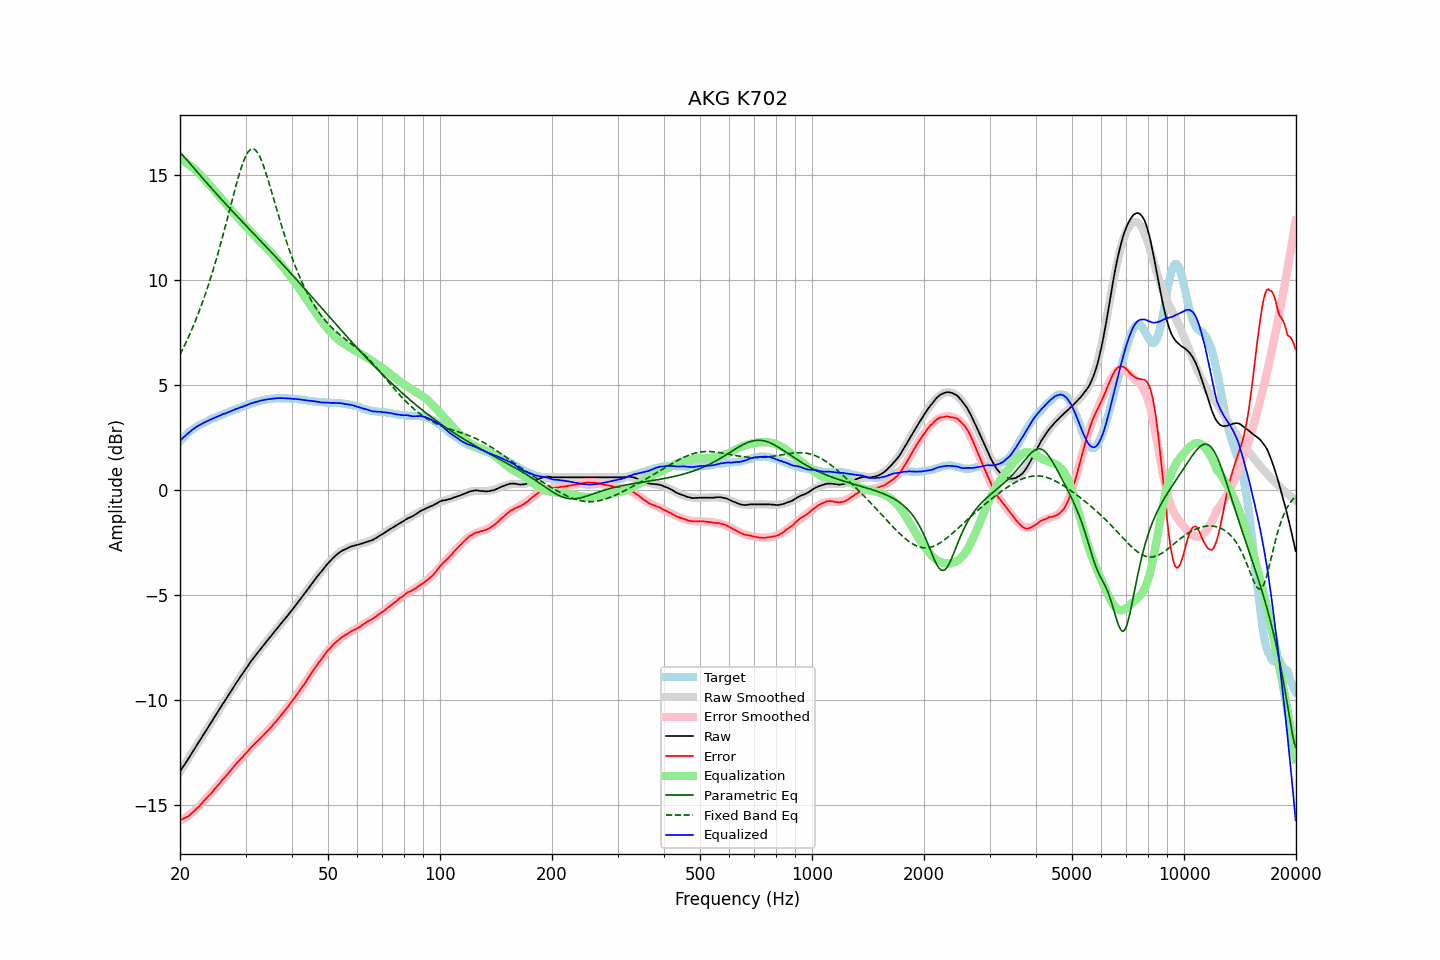 AKG K702
Amplitude (dBr)
15
10
5
0
−5
−10
−15
Target
Raw Smoothed
Error Smoothed
Raw
Error
Equalization
Parametric Eq
Fixed Band Eq
Equalized
20 50 100 200 500 1000 2000 5000 10000 20000
Frequency (Hz)